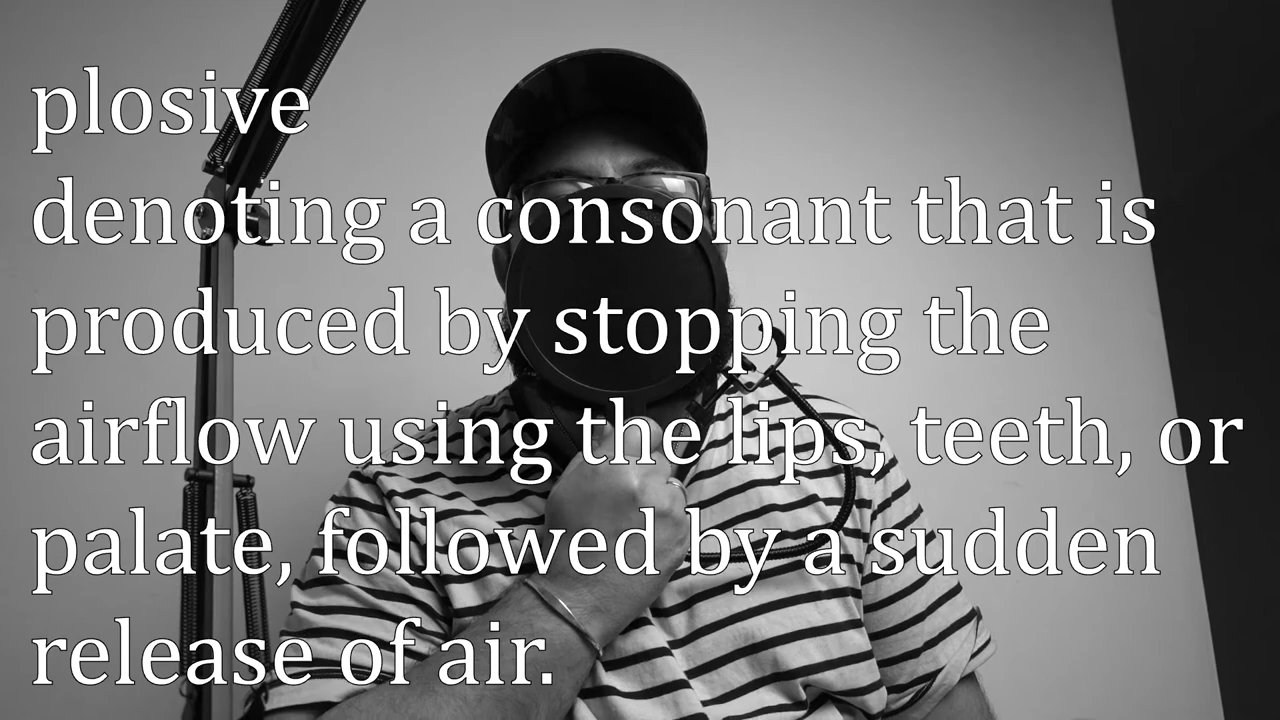 plosive
denoting a consonant that is
produced by stopping the
airflow using the lips, teeth, or
palate, followed by a sudden
release of air.